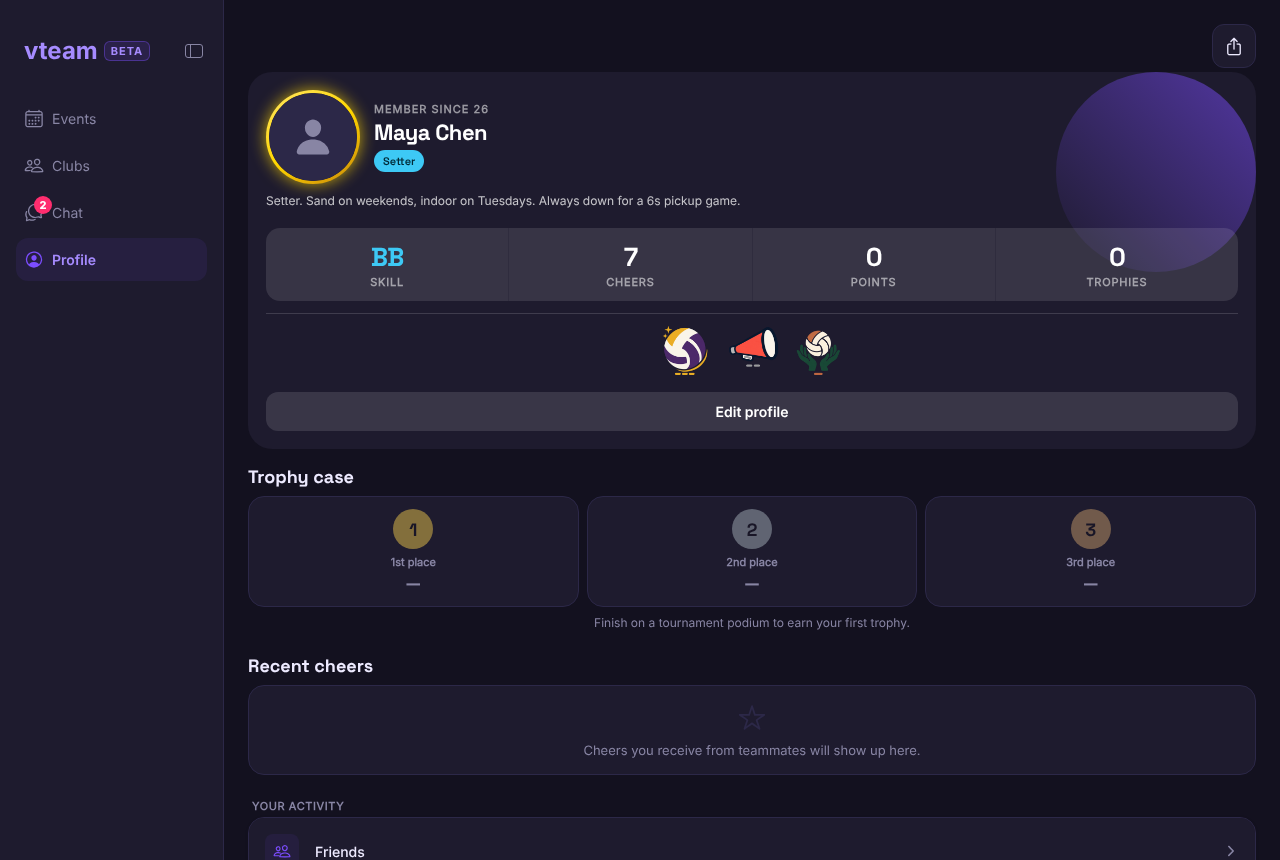 vteam BETA
Events
Clubs
2
Chat
Profile
MEMBER SINCE 26
Maya Chen
Setter
Setter. Sand on weekends, indoor on Tuesdays. Always down for a 6s pickup game.
BB 7 0 0
SKILL CHEERS POINTS TROPHIES
Edit profile
Trophy case
1 2 3
1st place 2nd place 3rd place
— — —
Finish on a tournament podium to earn your first trophy.
Recent cheers
Cheers you receive from teammates will show up here.
YOUR ACTIVITY
Friends